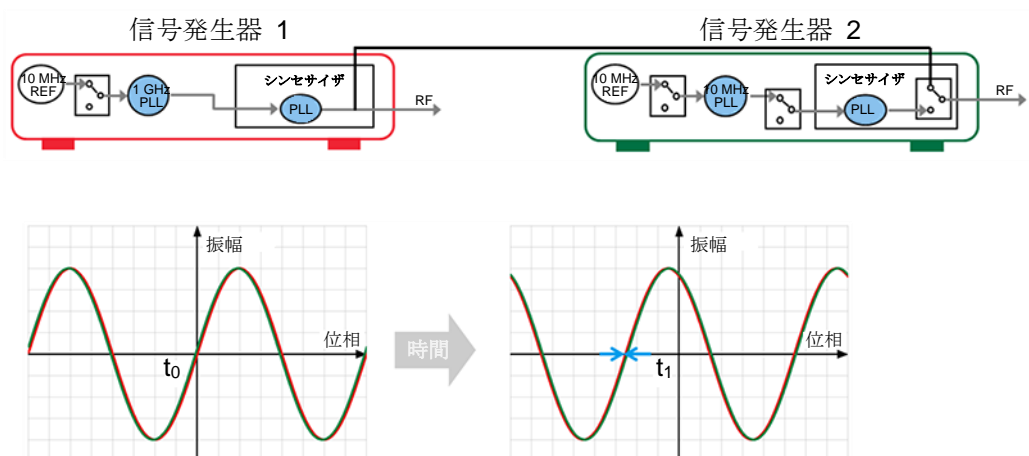 信号発生器 1
10 MHz
REF
1 GHz
PLL
シンセサイザ
PLL
RF
信号発生器 2
10 MHz
REF
10 MHz
PLL
シンセサイザ
PLL
RF
振幅
位相
t0
時間
振幅
位相
t1